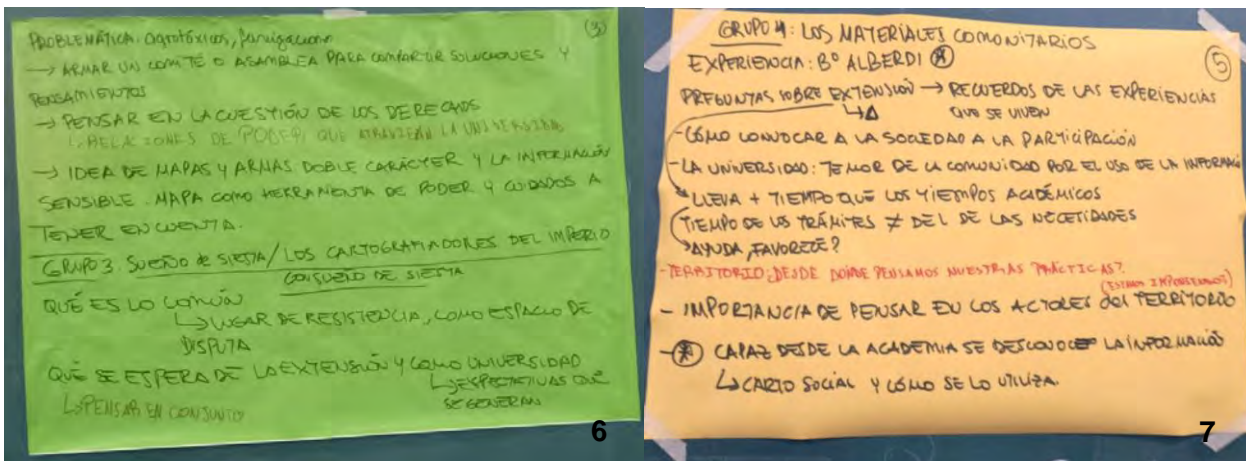 (3)
PROBLEMÁTICA: agrotóxicos, fumigaciones
→ ARMAR UN COMITÉ O ASAMBLEA PARA COMPARTIR SOLUCIONES Y
PENSAMIENTOS
→ PENSAR EN LA CUESTIÓN DE LOS DERECHOS
↳ RELACIONES DE PODER, QUE ATRAVIEZAN LA UNIVERSIDAD
→ IDEA DE MAPAS Y ARMAS DOBLE CARÁCTER Y LA INFORMACIÓN
SENSIBLE. MAPA COMO HERRAMIENTA DE PODER Y CUIDADOS A
TENER EN CUENTA.
GRUPO 3. SUEÑO de SIESTA / LOS CARTOGRAFIADORES DEL IMPERIO
CONSUELO DE SIESTA
QUÉ ES LO COMÚN
↳ LUGAR DE RESISTENCIA, COMO ESPACIO DE
DISPUTA
QUÉ SE ESPERA DE LA EXTENSIÓN Y COMO UNIVERSIDAD
↳ ESPECTATIVAS QUE
SE GENERAN
↳ PENSAR EN CONJUNTO
6
GRUPO 4: LOS MATERIALES COMONITARIOS
(5)
EXPERIENCIA: Bº ALBERDI (*)
PREGUNTAS SOBRE EXTENSIÓN → RECUERDOS DE LAS EXPERIENCIAS
↳ Δ QUE SE VIVEN
- CÓMO CONVOCAR A LA SOCIEDAD A LA PARTICIPACIÓN
- LA UNIVERSIDAD: TEMOR DE LA COMUNIDAD POR EL USO DE LA INFORMACIÓ
LLEVA + TIEMPO QUE LOS TIEMPOS ACADÉMICOS
TIEMPO DE LOS TRÁMITES ≠ DEL DE LAS NECETIDADES
AYUDA, FAVORECE?
- TERRITORIO: DESDE DÓNDE PENSAMOS NUESTRAS PRÁCTICAS?
- IMPORTANCIA DE PENSAR EN LOS ACTORES del TERRITORIO
- (*) CAPAZ DESDE LA ACADEMIA SE DESCONOCE LA INFORMACIÓN
↳ CARTO SOCIAL Y CÓMO SE LO UTILIZA.
7